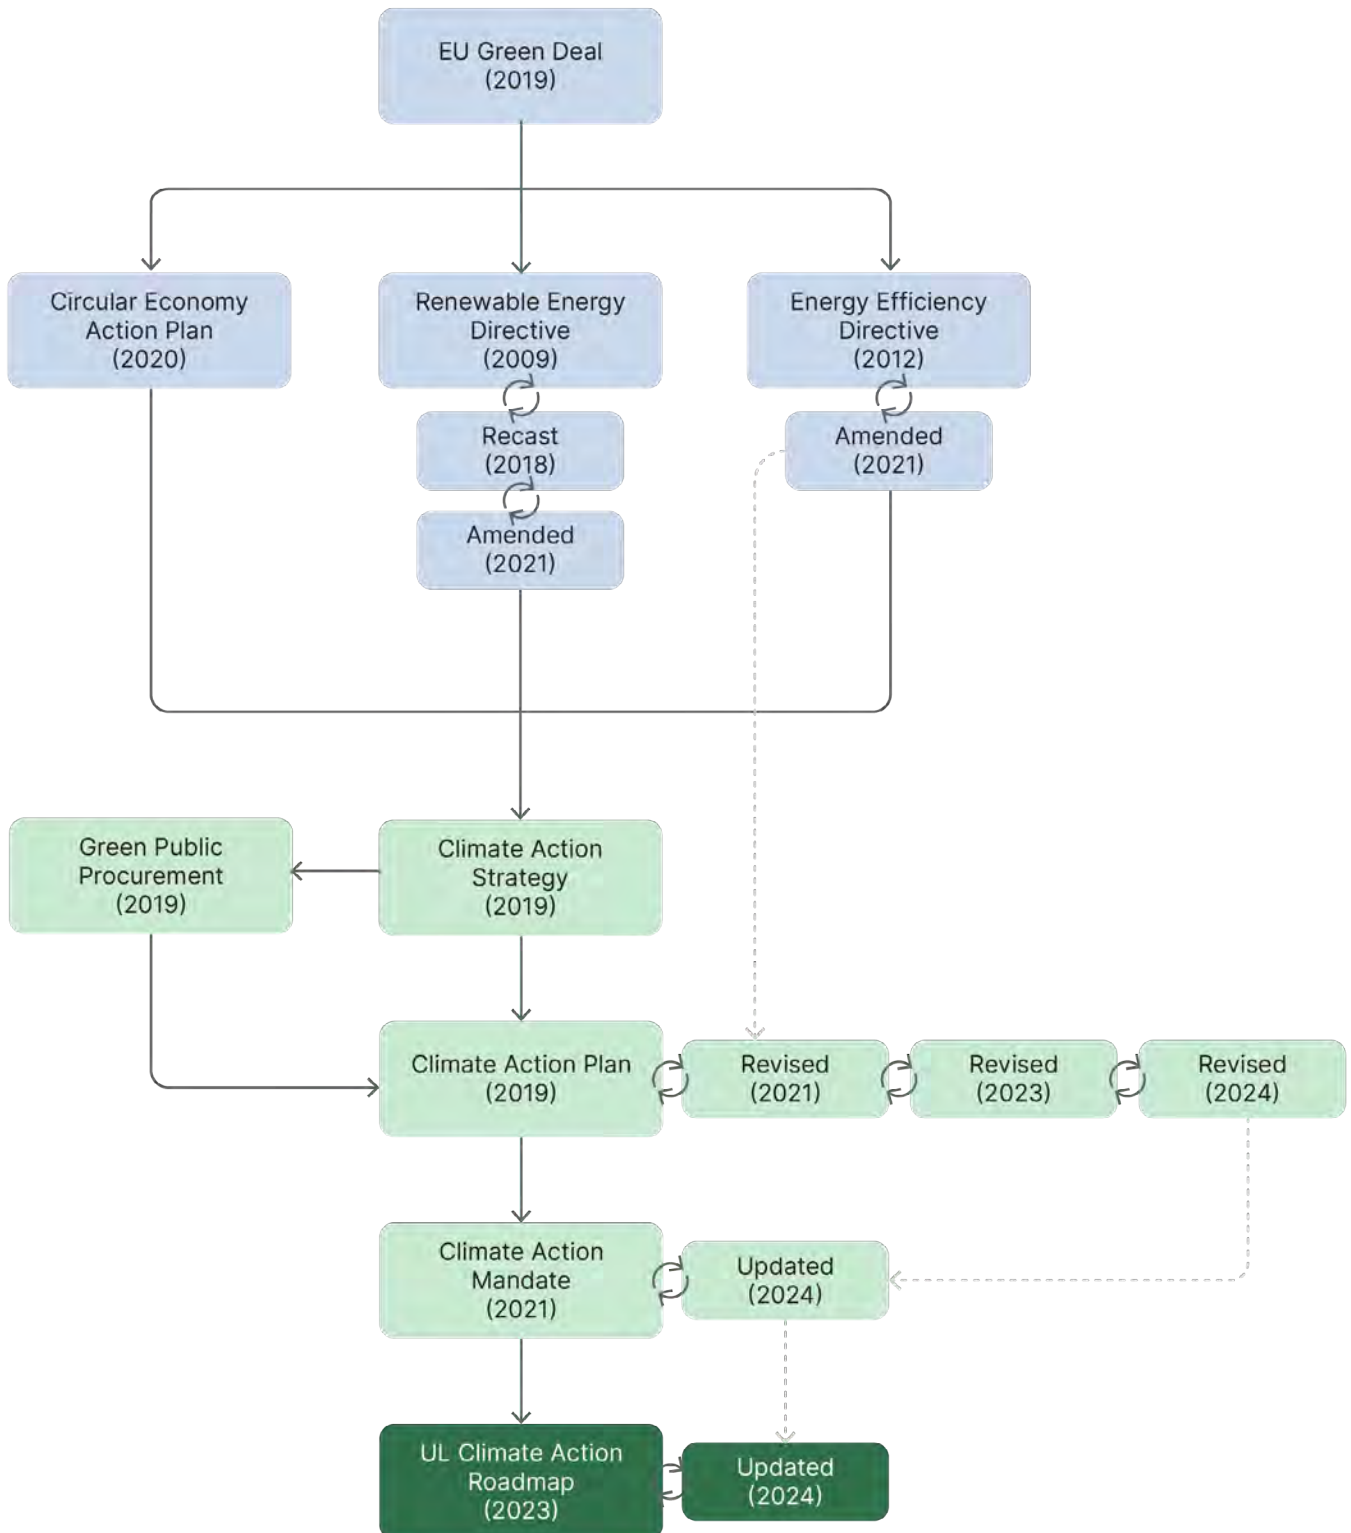 EU Green Deal
(2019)
Circular Economy
Action Plan
(2020)
Renewable Energy
Directive
(2009)
Energy Efficiency
Directive
(2012)
Recast
(2018)
Amended
(2021)
Amended
(2021)
Green Public
Procurement
(2019)
Climate Action
Strategy
(2019)
Climate Action Plan
(2019)
Revised
(2021)
Revised
(2023)
Revised
(2024)
Climate Action
Mandate
(2021)
Updated
(2024)
UL Climate Action
Roadmap
(2023)
Updated
(2024)